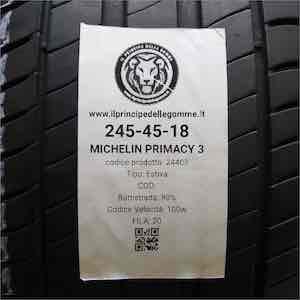 IL PRINCIPE DELLE GOMME
www.ilprincipedellegomme.it
245-45-18
MICHELIN PRIMACY 3
codice prodotto: 24407
Tipo: Estiva
COD:
Battistrada: 90%
Codice Velocità: 100w
FILA: 20